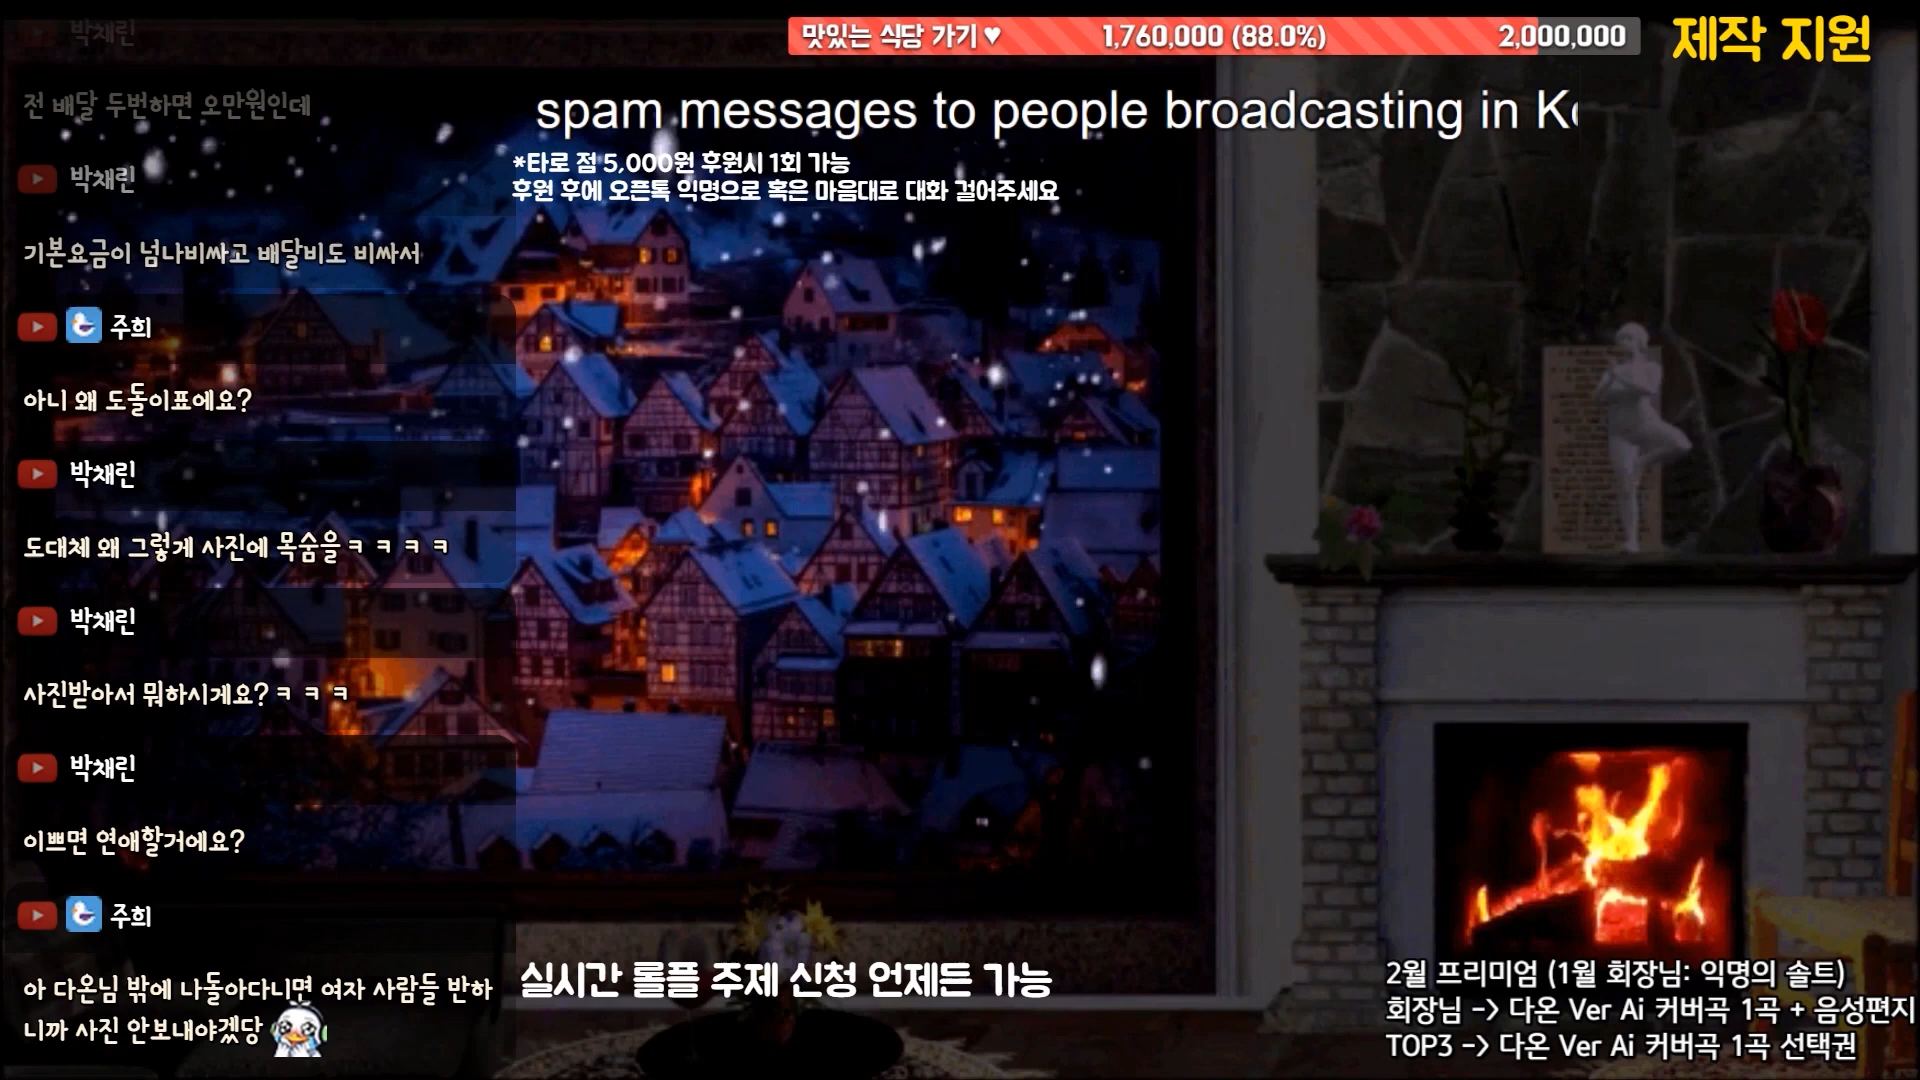 맛있는 식당 가기 ♥ 1,760,000 (88.0%) 2,000,000
제작 지원
spam messages to people broadcasting in
*타로 점 5,000원 후원시 1회 가능
후원 후에 오픈톡 익명으로 혹은 마음대로 대화 걸어주세요
박채린
전 배달 두번하면 오만원인데
박채린
기본요금이 넘나비싸고 배달비도 비싸서
주희
아니 왜 도돌이표에요?
박채린
도대체 왜 그렇게 사진에 목숨을ㅋㅋㅋㅋ
박채린
사진받아서 뭐하시게요?ㅋㅋㅋ
박채린
이쁘면 연애할거에요?
주희
아 다온님 밖에 나돌아다니면 여자 사람들 반하
니까 사진 안보내야겠당
실시간 롤플 주제 신청 언제든 가능
2월 프리미엄 (1월 회장님: 익명의 솔트)
회장님 -> 다온 Ver Ai 커버곡 1곡 + 음성편지
TOP3 -> 다온 Ver Ai 커버곡 1곡 선택권